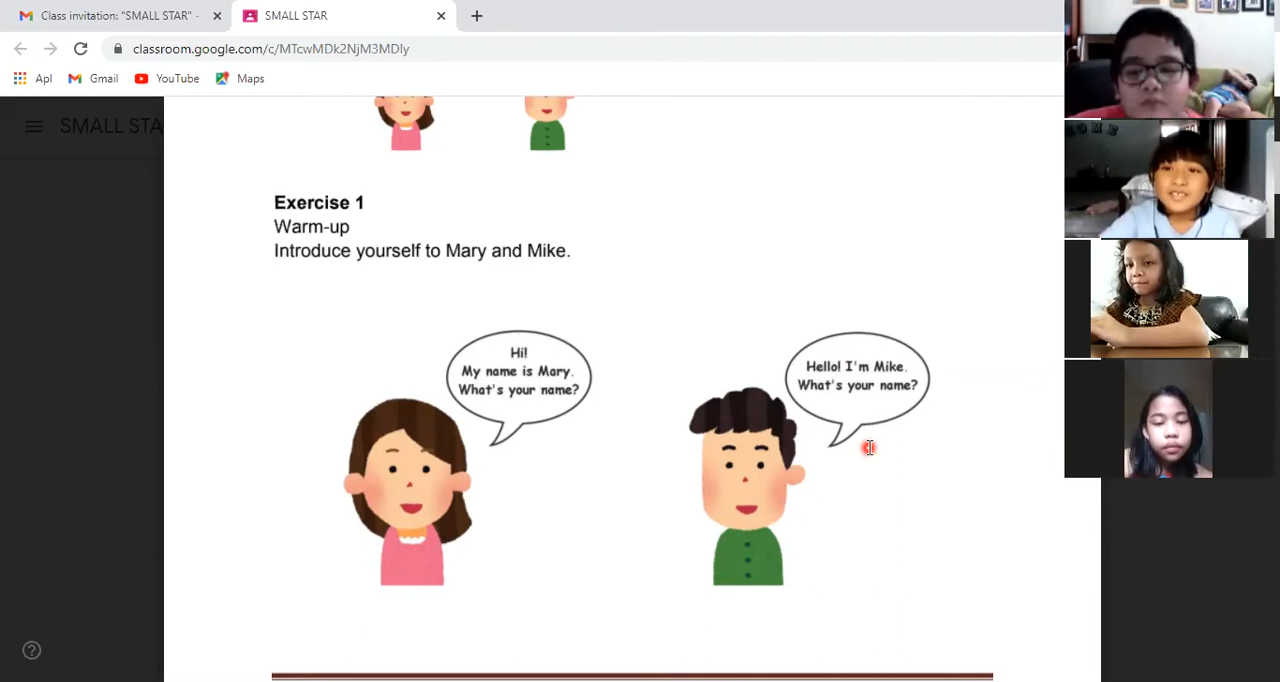 Class invitation: "SMALL STAR" -
SMALL STAR
classroom.google.com/c/MTcwMDk2NjM3MDIy
Apl
Gmail
YouTube
Maps
SMALL STA
HOME
Exercise 1
Warm-up
Introduce yourself to Mary and Mike.
Hi!
My name is Mary.
What's your name?
Hello! I'm Mike.
What's your name?